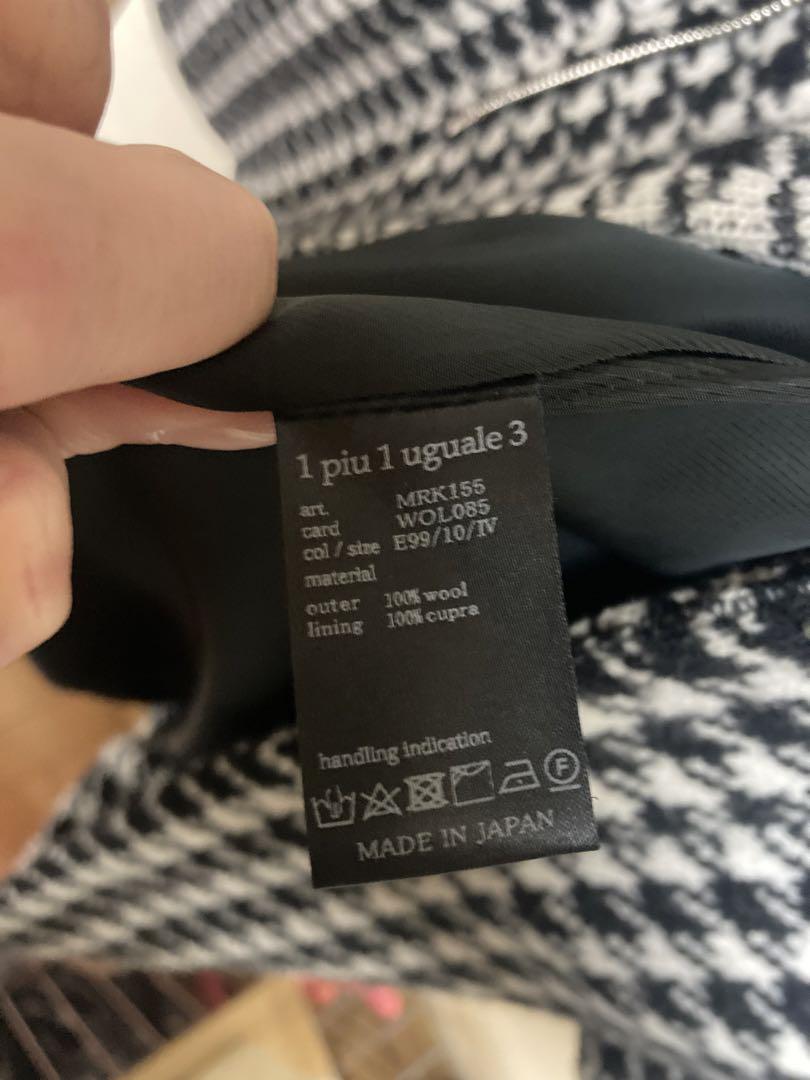 1 piu 1 uguale 3
art. MRK155
card WOL085
col / size E99/10/IV
material
outer 100% wool
lining 100% cupra
handling indication
F
MADE IN JAPAN